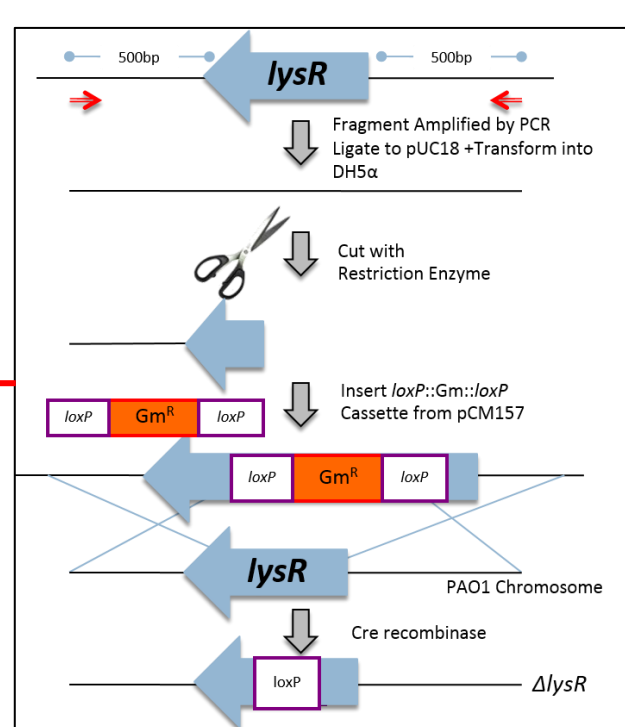 500bp
lysR
500bp
Fragment Amplified by PCR
Ligate to pUC18 +Transform into
DH5α
Cut with
Restriction Enzyme
Insert loxP::Gm::loxP
Cassette from pCM157
loxP
Gmᴿ
loxP
loxP
Gmᴿ
loxP
lysR
PAO1 Chromosome
Cre recombinase
loxP
ΔlysR